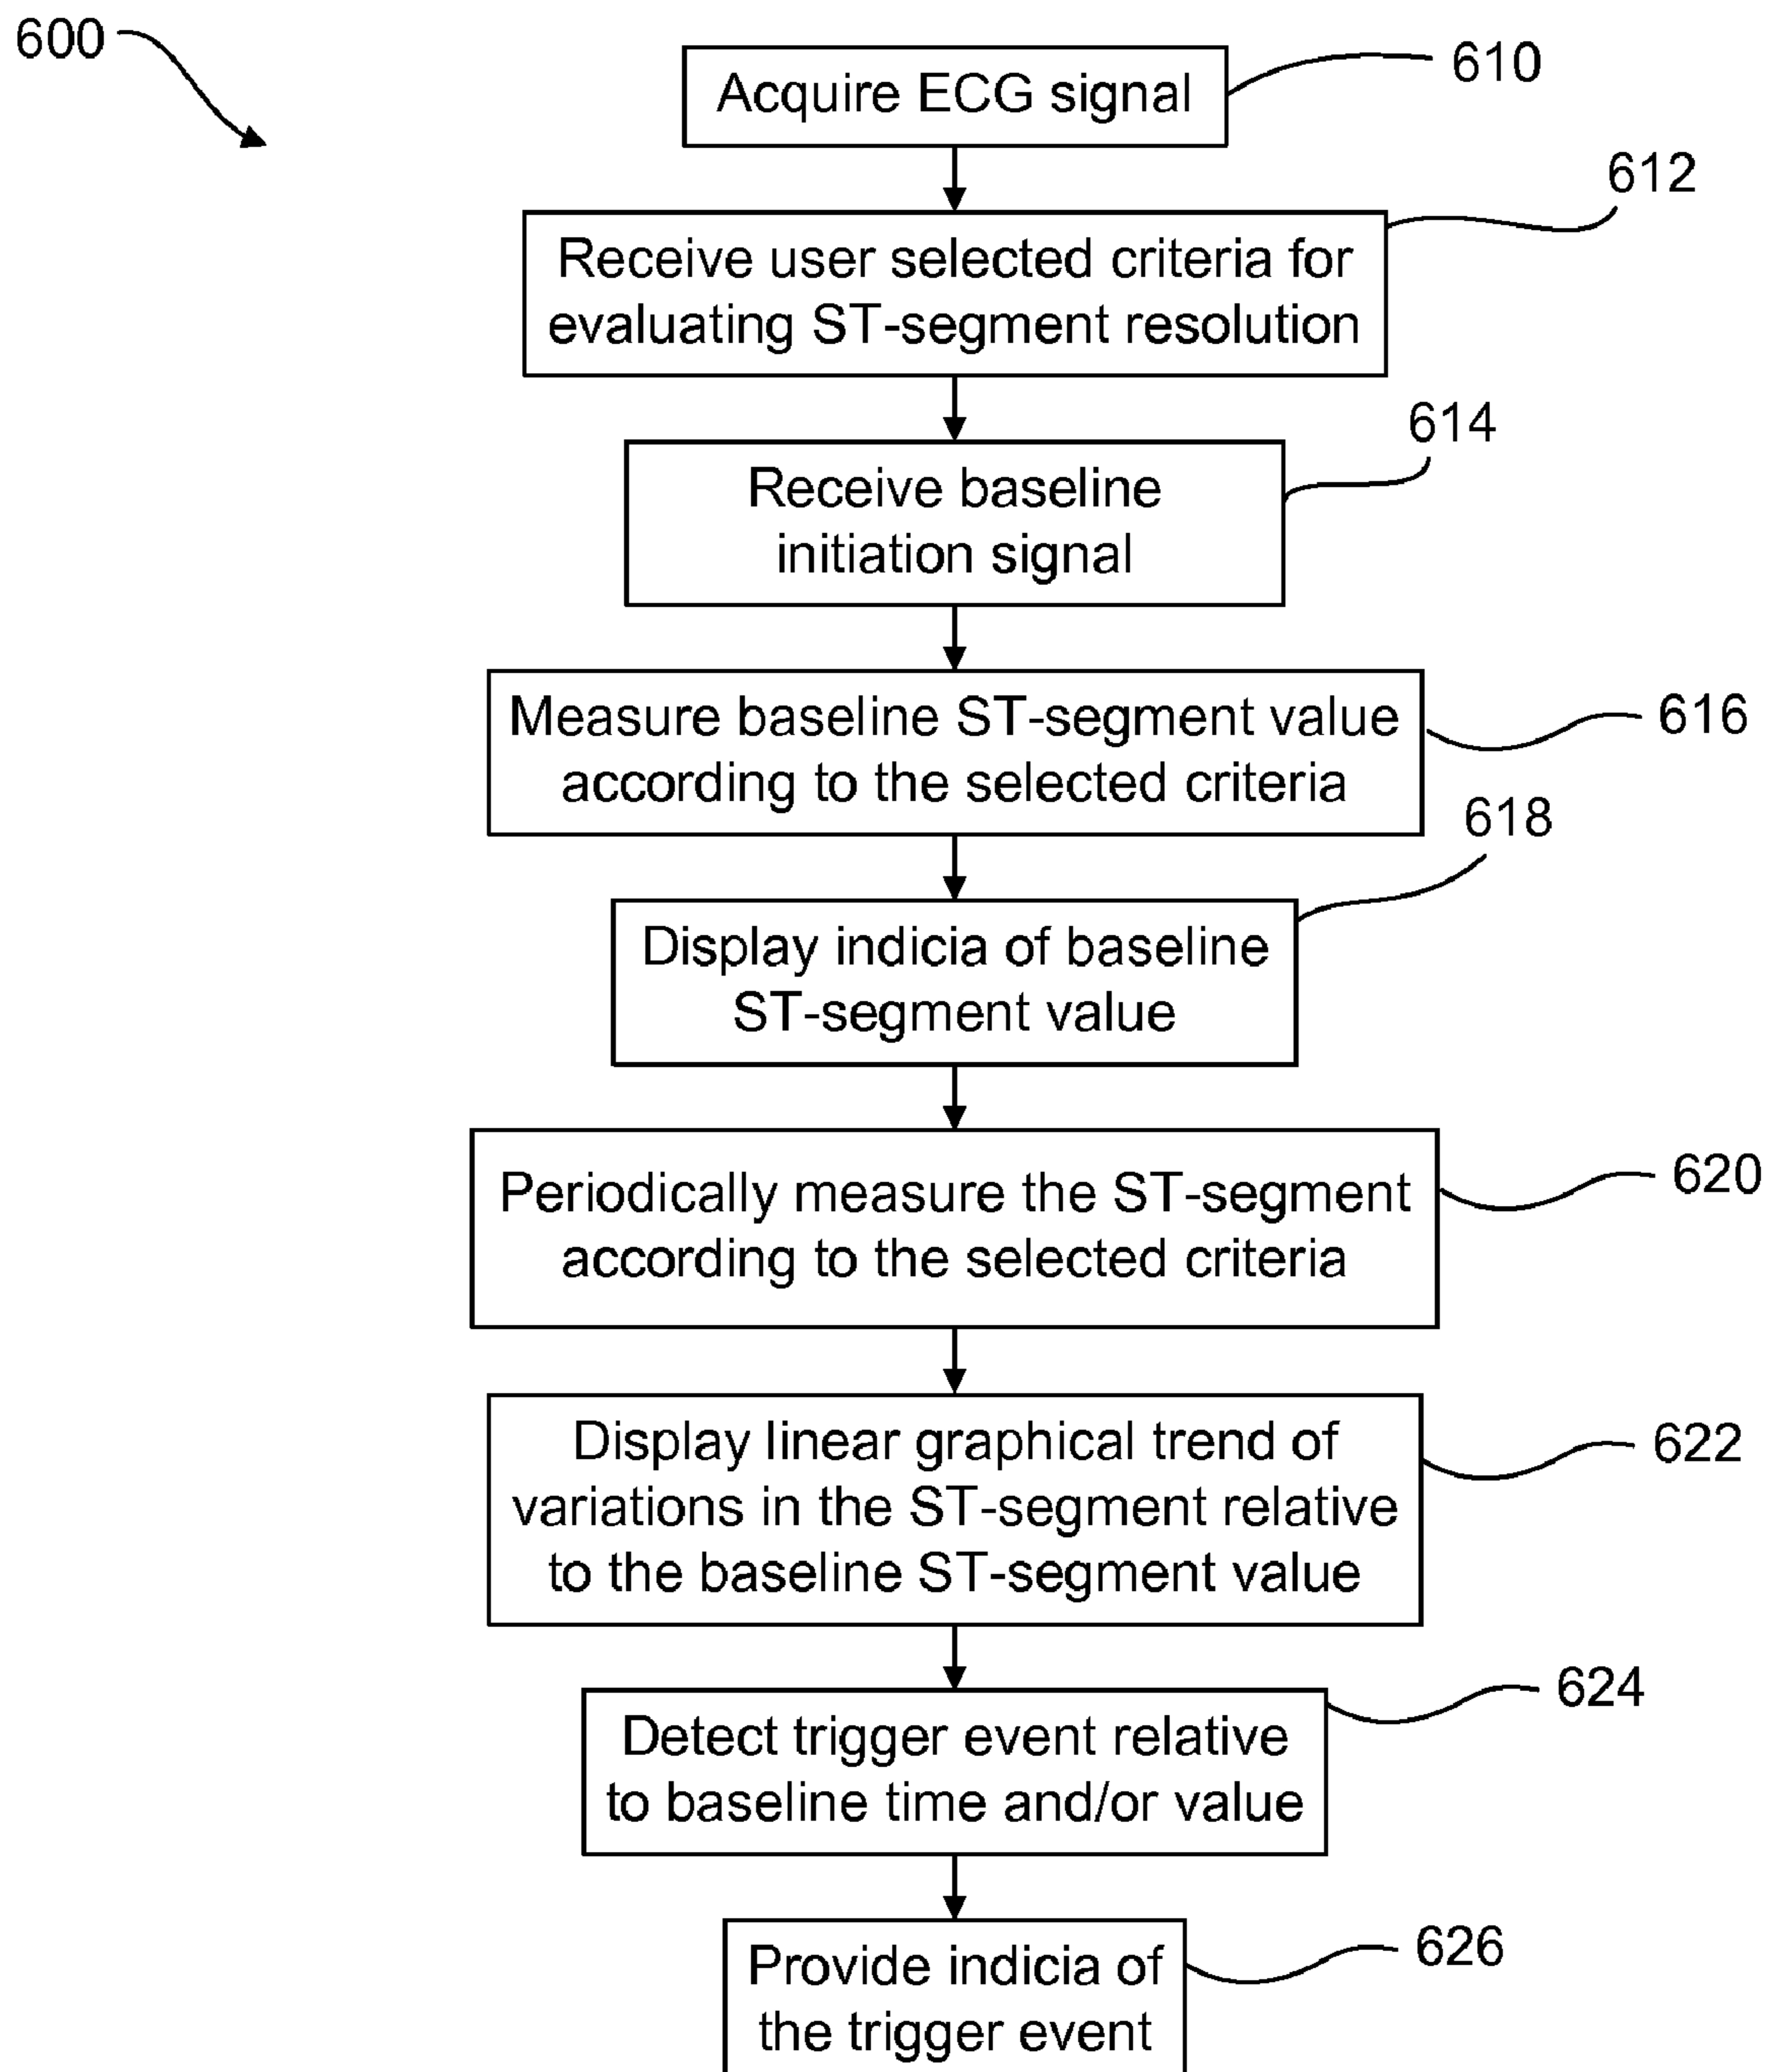 600
Acquire ECG signal
610
612
Receive user selected criteria for
evaluating ST-segment resolution
614
Receive baseline
initiation signal
Measure baseline ST-segment value
according to the selected criteria
616
618
Display indicia of baseline
ST-segment value
Periodically measure the ST-segment
according to the selected criteria
620
Display linear graphical trend of
variations in the ST-segment relative
to the baseline ST-segment value
622
Detect trigger event relative
to baseline time and/or value
624
Provide indicia of
the trigger event
626